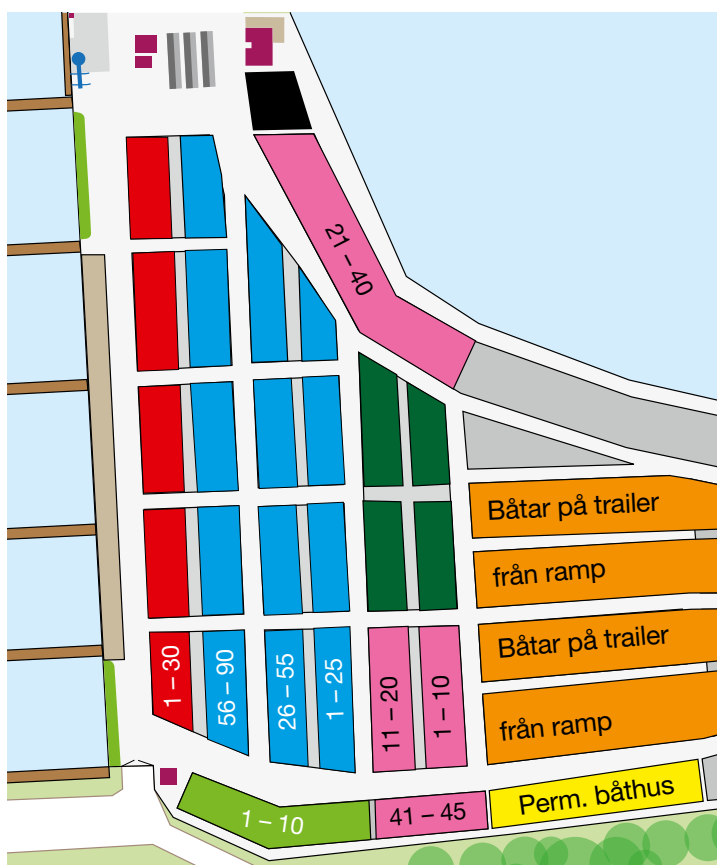 21 – 40
Båtar på trailer
från ramp
Båtar på trailer
från ramp
1 – 30
56 – 90
26 – 55
1 – 25
11 – 20
1 – 10
1 – 10
41 – 45
Perm. båthus